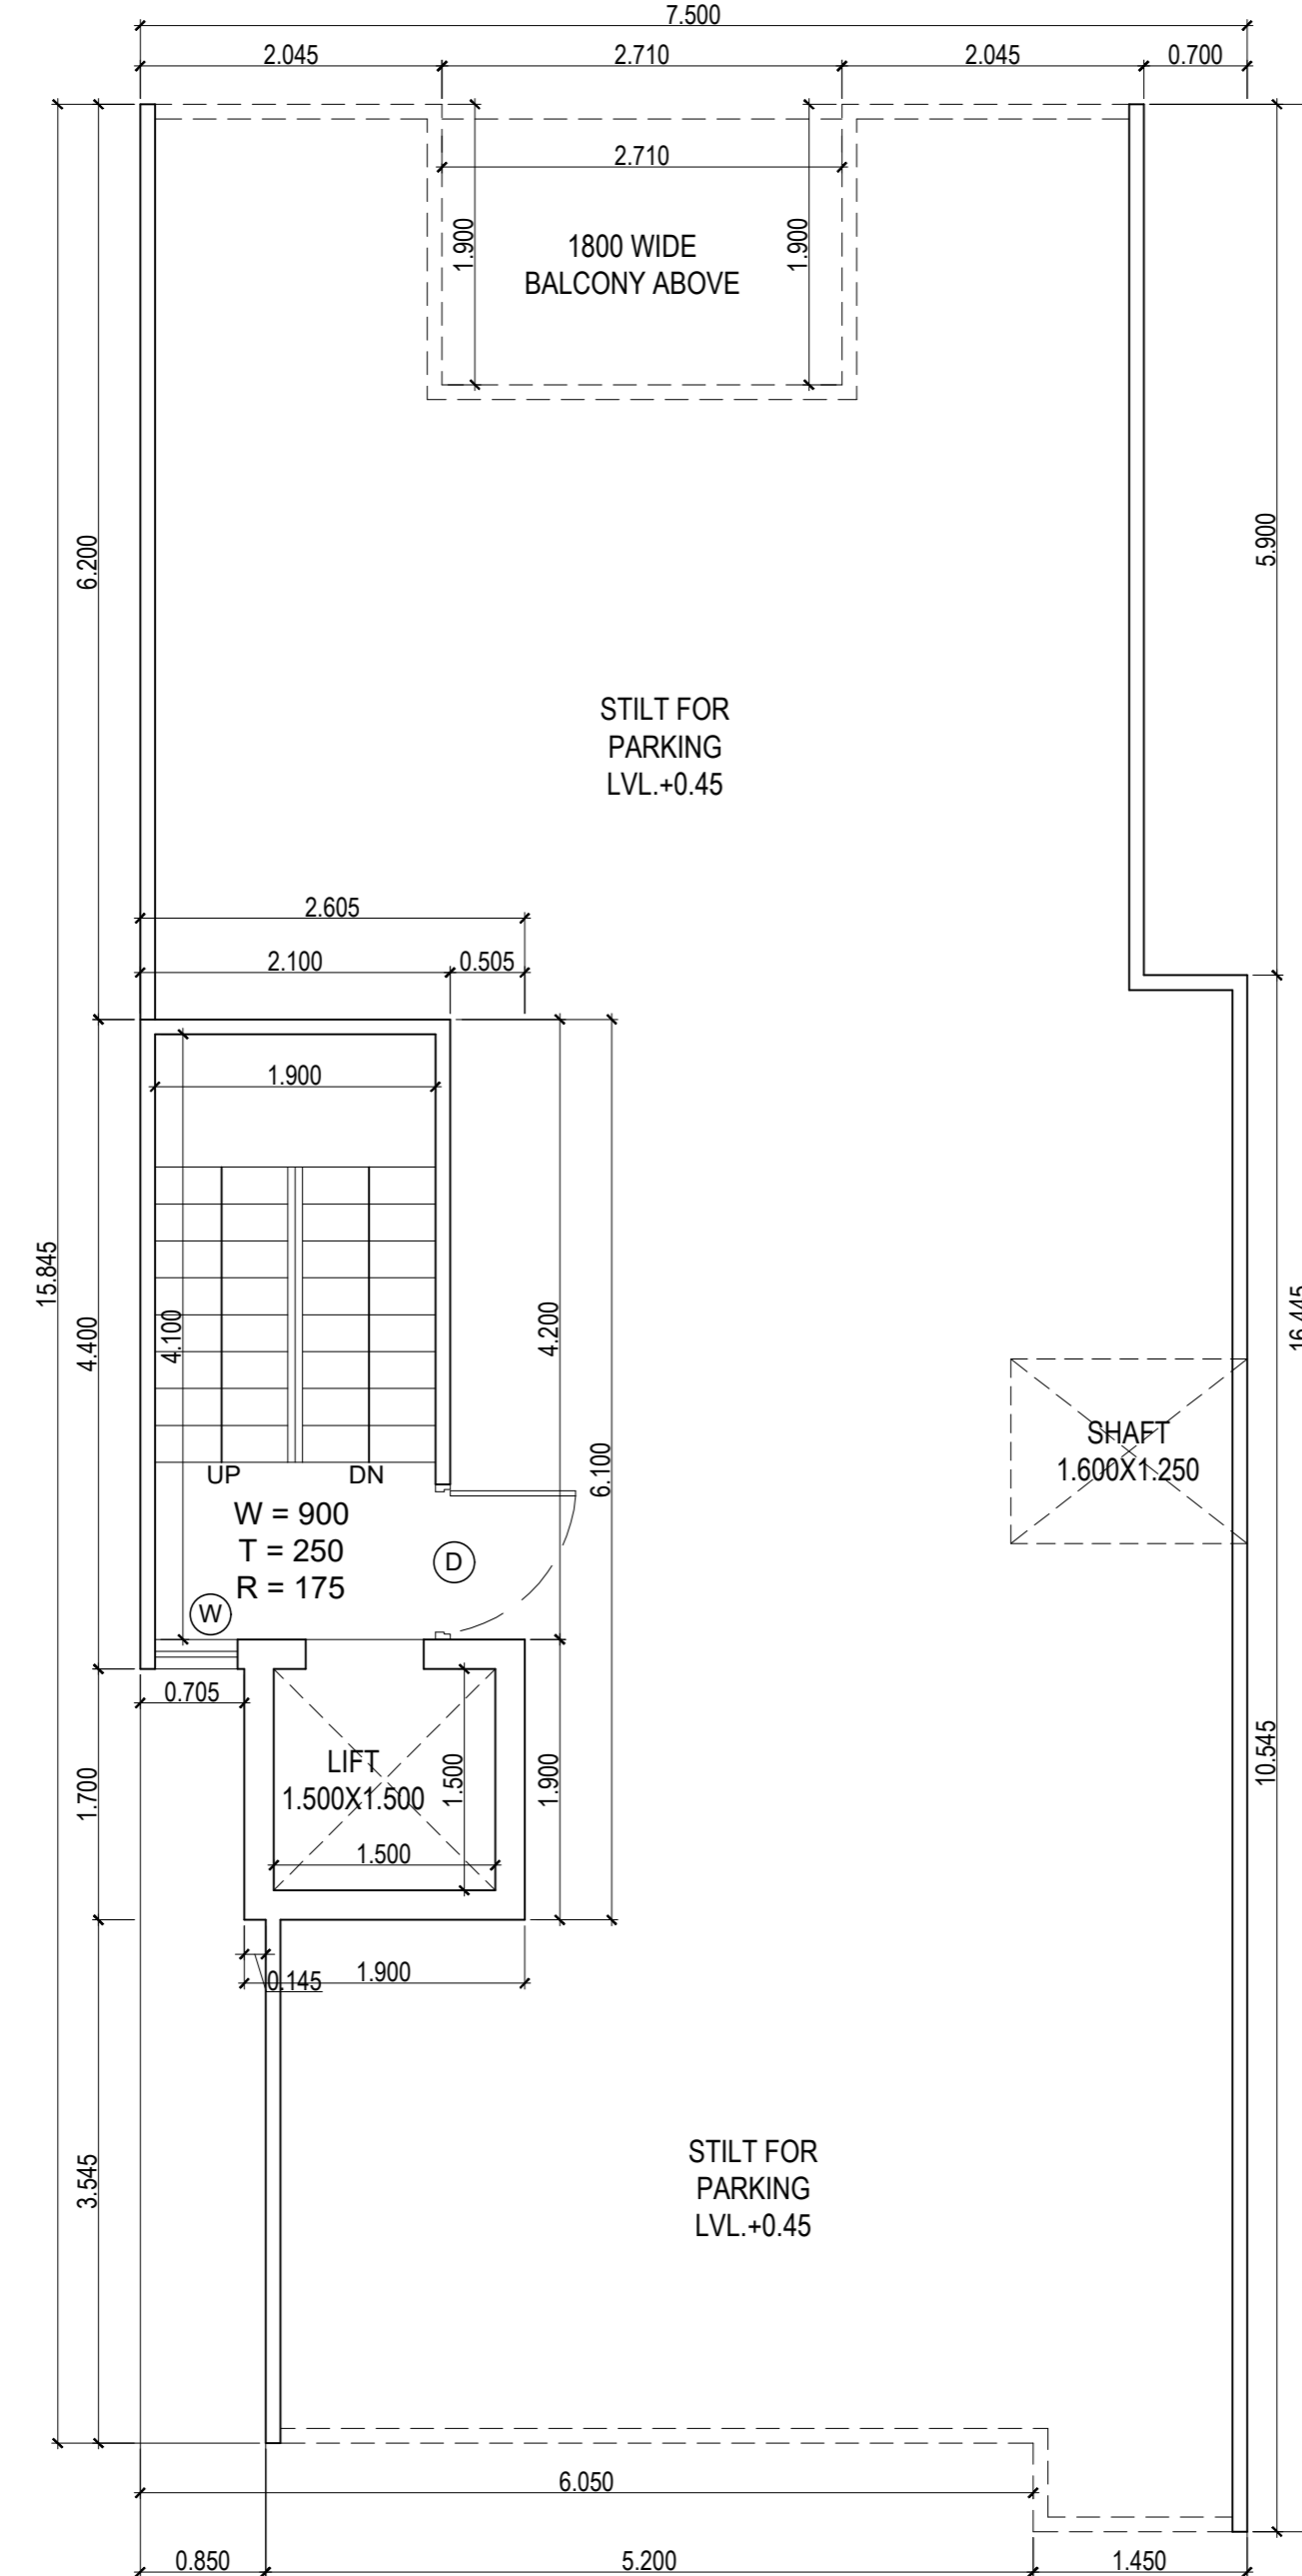 7.500
2.045
2.710
2.045
0.700
2.710
1.900
1800 WIDE
BALCONY ABOVE
1.900
6.200
5.900
STILT FOR
PARKING
LVL.+0.45
2.605
2.100
0.505
1.900
15.845
4.400
4.100
4.200
16.445
6.100
SHAFT
1.600X1.250
UP
DN
W = 900
T = 250
R = 175
D
W
0.705
LIFT
1.500X1.500
1.500
1.500
1.700
1.900
10.545
0.145
1.900
3.545
STILT FOR
PARKING
LVL.+0.45
6.050
0.850
5.200
1.450